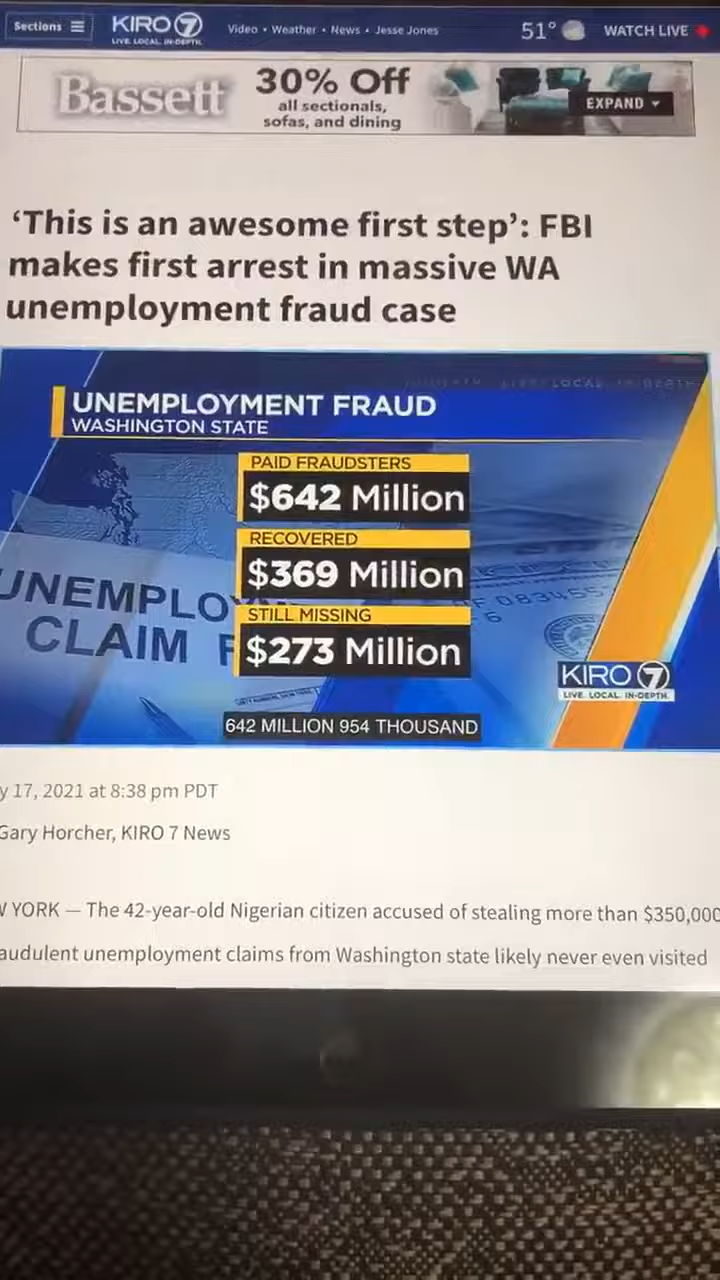 Sections
KIRO 7
LIVE. LOCAL. IN-DEPTH.
Video • Weather • News • Jesse Jones
51°
WATCH LIVE
Bassett
30% Off
all sectionals,
sofas, and dining
EXPAND
‘This is an awesome first step’: FBI
makes first arrest in massive WA
unemployment fraud case
UNEMPLOYMENT FRAUD
WASHINGTON STATE
PAID FRAUDSTERS
$642 Million
RECOVERED
$369 Million
STILL MISSING
$273 Million
UNEMPLO
CLAIM F
KIRO 7
LIVE. LOCAL. IN-DEPTH.
642 MILLION 954 THOUSAND
y 17, 2021 at 8:38 pm PDT
Gary Horcher, KIRO 7 News
YORK — The 42-year-old Nigerian citizen accused of stealing more than $350,000
audulent unemployment claims from Washington state likely never even visited